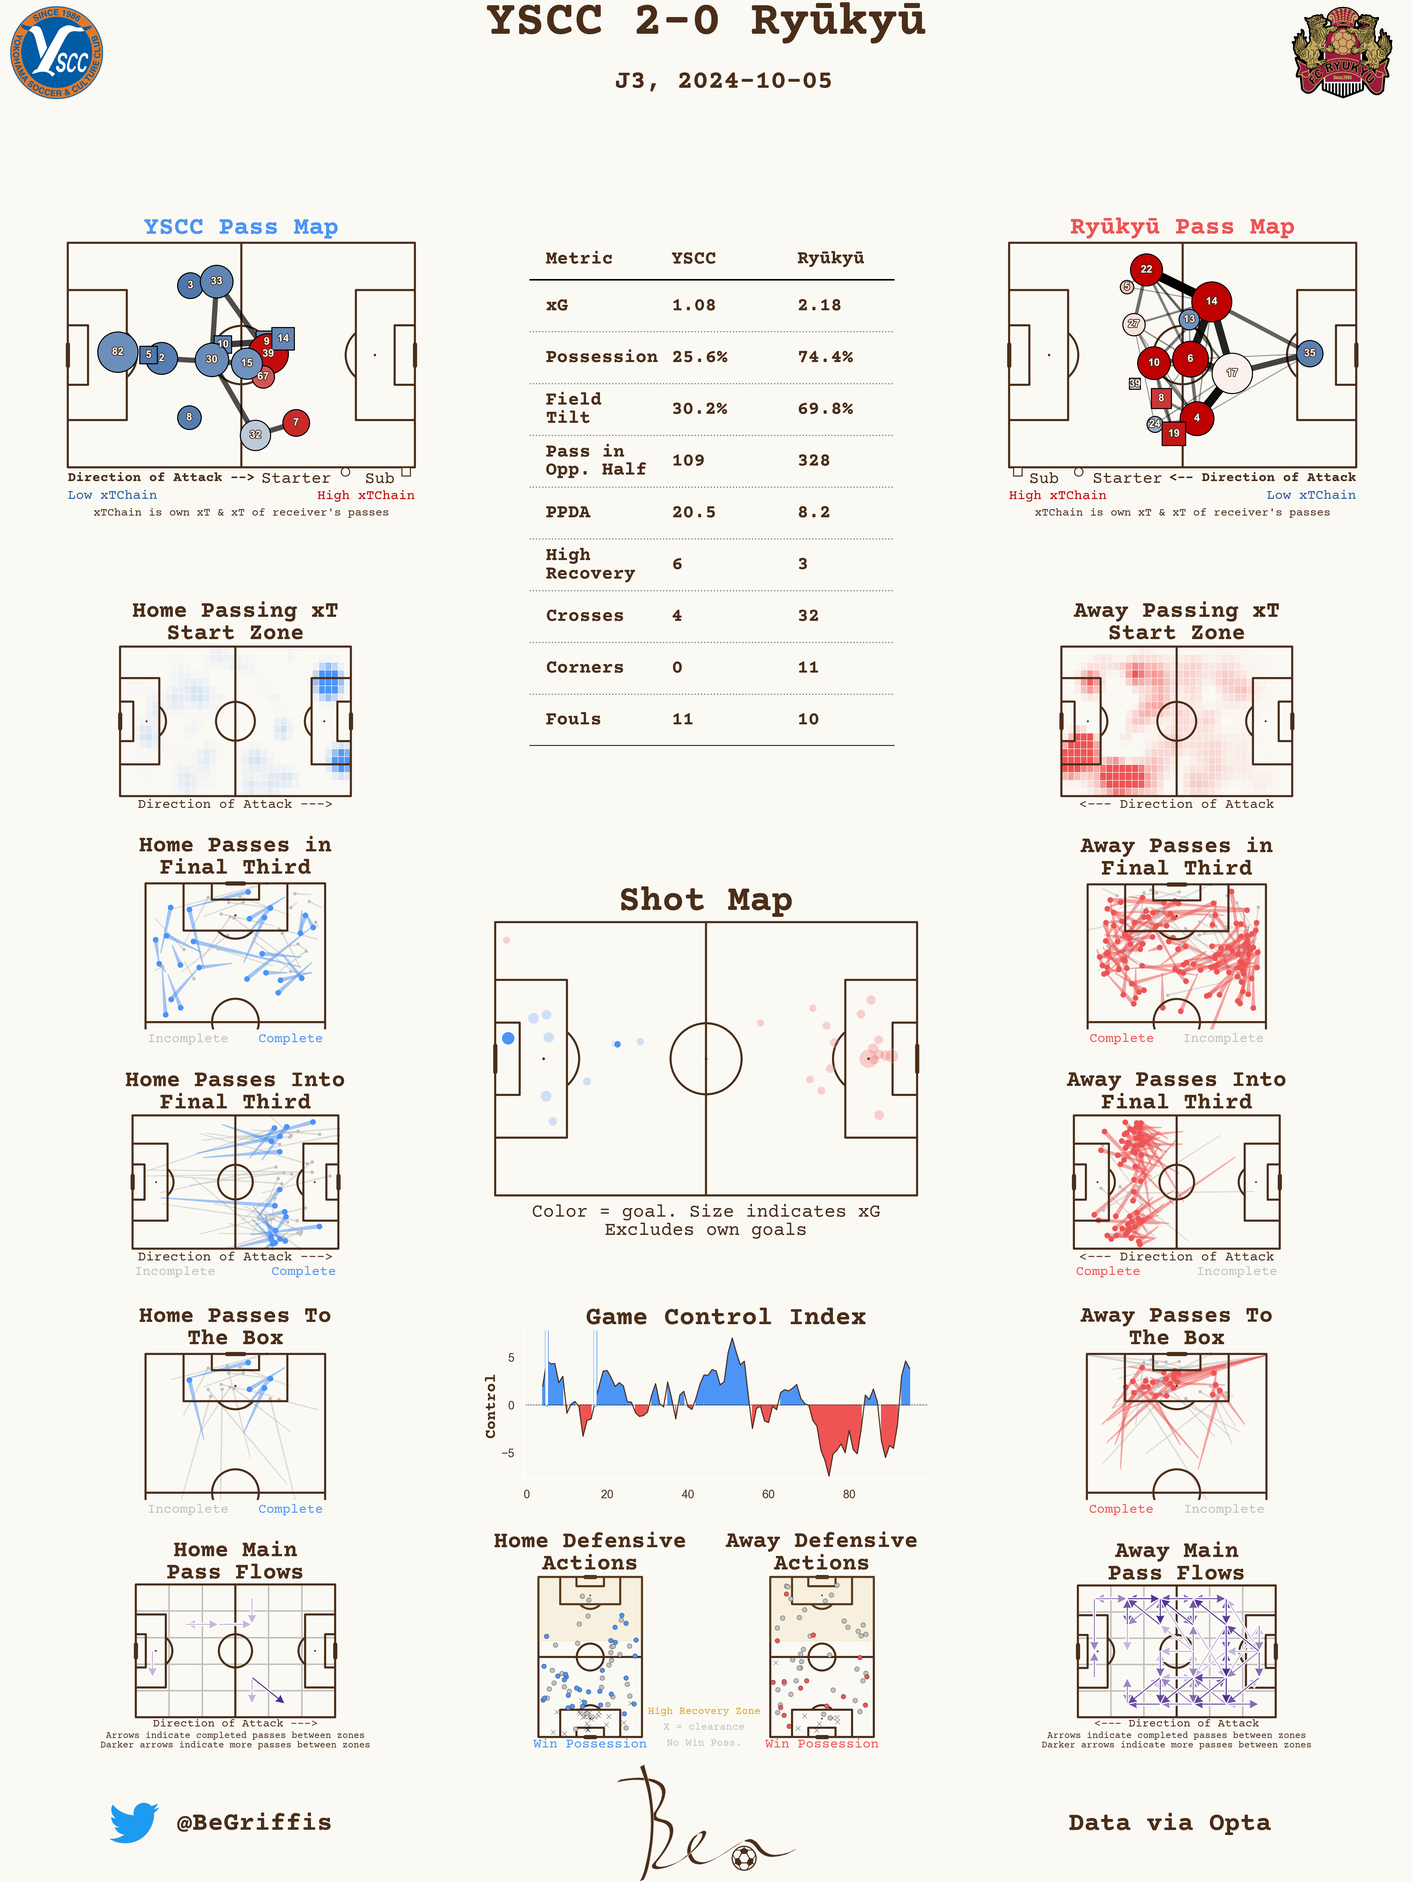 YSCC 2-0 Ryūkyū
J3, 2024-10-05
SINCE 1986
YSCC
YOKOHAMA SOCCER & CULTURE CLUB
FC RYUKYU
YSCC Pass Map
3
33
82
5
2
10
30
15
9
14
39
67
8
32
7
Direction of Attack --> Starter Sub
Low xTChain High xTChain
xTChain is own xT & xT of receiver's passes
Metric YSCC Ryūkyū
xG 1.08 2.18
Possession 25.6% 74.4%
Field
Tilt 30.2% 69.8%
Pass in
Opp. Half 109 328
PPDA 20.5 8.2
High
Recovery 6 3
Crosses 4 32
Corners 0 11
Fouls 11 10
Ryūkyū Pass Map
22
5
14
27
13
35
10
6
17
39
8
24
19
4
Sub Starter <-- Direction of Attack
High xTChain Low xTChain
xTChain is own xT & xT of receiver's passes
Home Passing xT
Start Zone
Direction of Attack --->
Away Passing xT
Start Zone
<--- Direction of Attack
Home Passes in
Final Third
Incomplete Complete
Away Passes in
Final Third
Complete Incomplete
Shot Map
Color = goal. Size indicates xG
Excludes own goals
Home Passes Into
Final Third
Direction of Attack --->
Incomplete Complete
Away Passes Into
Final Third
<--- Direction of Attack
Complete Incomplete
Home Passes To
The Box
Incomplete Complete
Game Control Index
Control
5
0
−5
0 20 40 60 80
Away Passes To
The Box
Complete Incomplete
Home Main
Pass Flows
Direction of Attack --->
Arrows indicate completed passes between zones
Darker arrows indicate more passes between zones
Home Defensive
Actions
Win Possession
Away Defensive
Actions
Win Possession
High Recovery Zone
X = clearance
No Win Poss.
Away Main
Pass Flows
<--- Direction of Attack
Arrows indicate completed passes between zones
Darker arrows indicate more passes between zones
@BeGriffis
Ben
Data via Opta